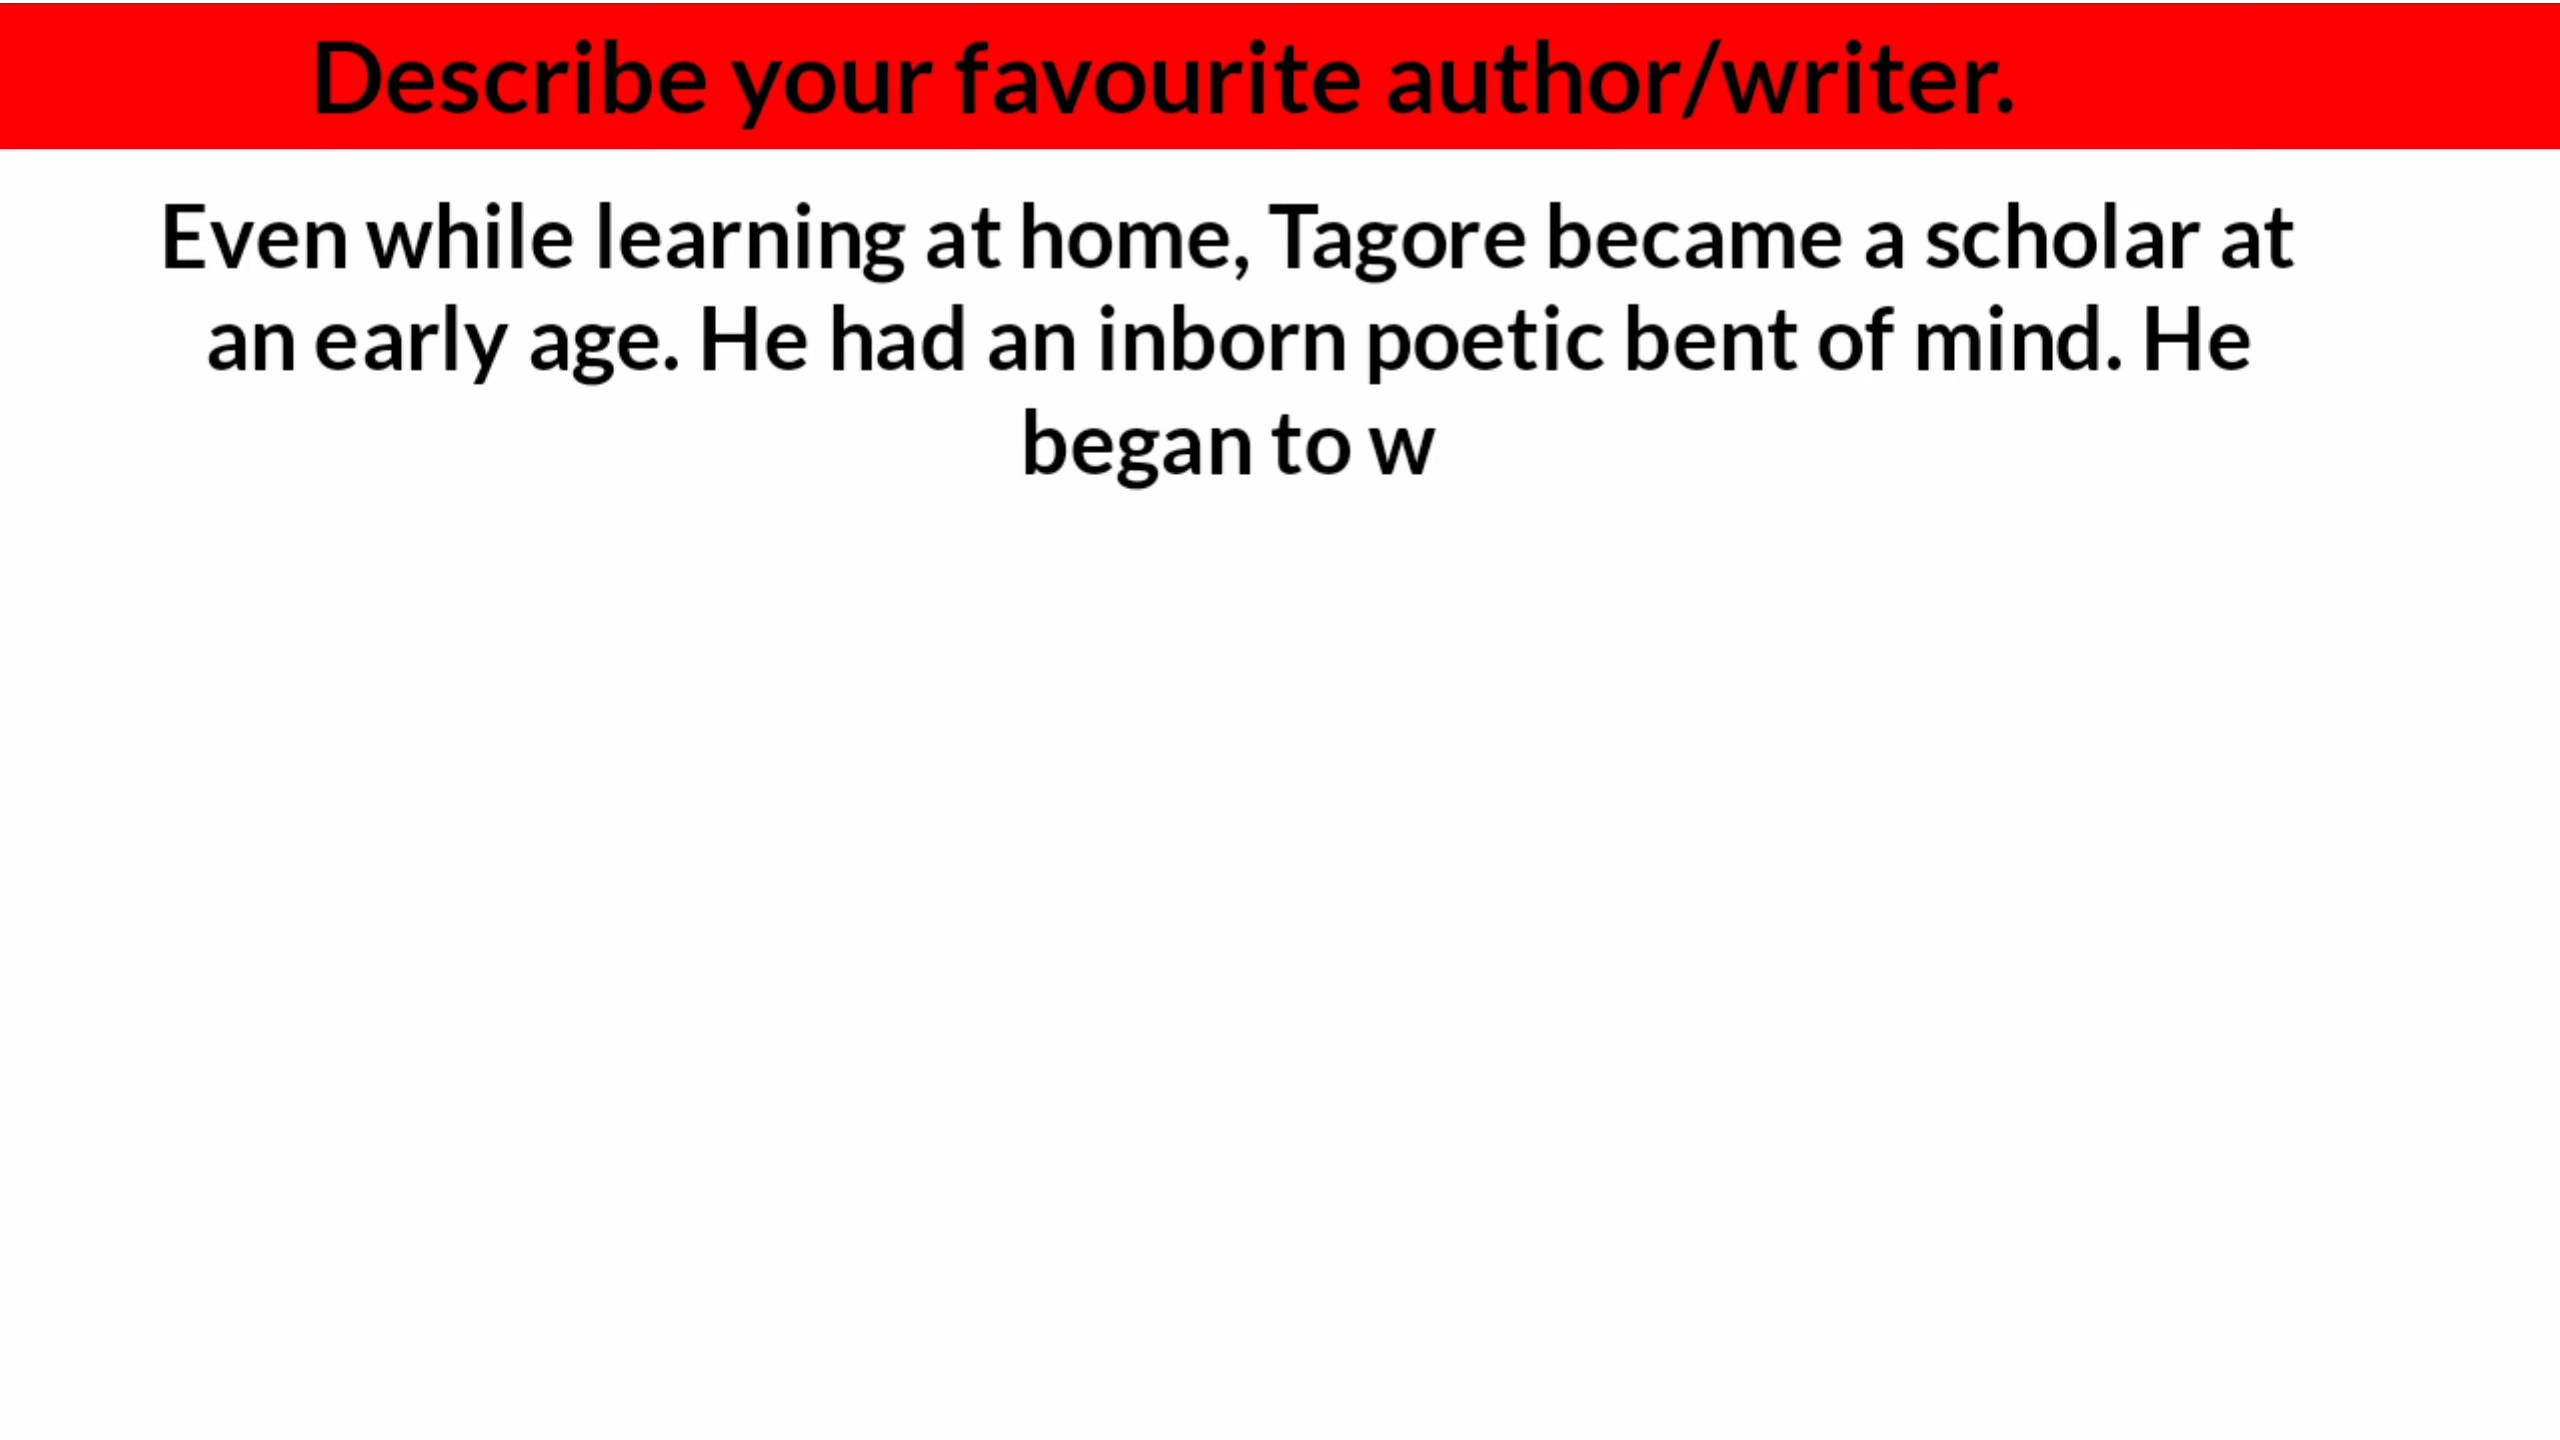 Describe your favourite author/writer.
Even while learning at home, Tagore became a scholar at
an early age. He had an inborn poetic bent of mind. He
began to w